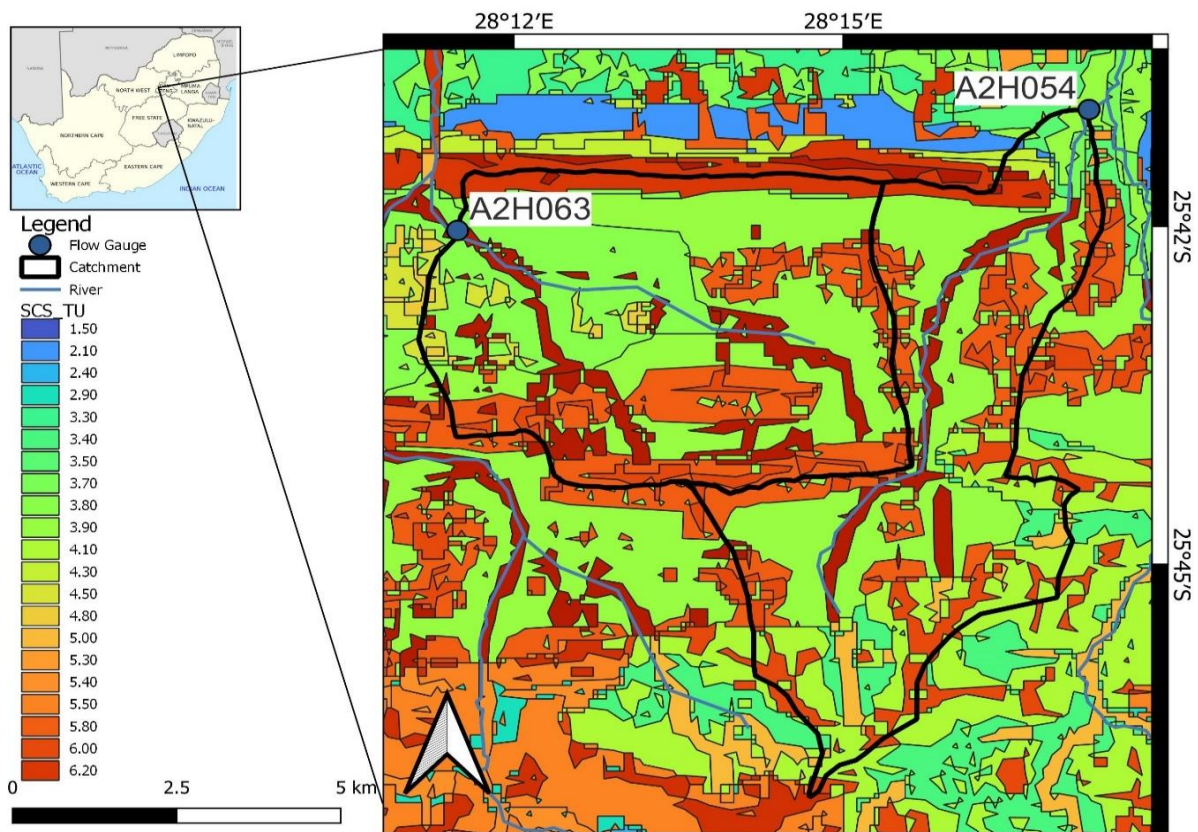 28°12'E
28°15'E
LIMPOPO
NORTH WEST
MPUMA
LANGA
FREE STATE
KWAZULU-
NATAL
NORTHERN CAPE
EASTERN CAPE
WESTERN CAPE
ATLANTIC
OCEAN
INDIAN OCEAN
A2H054
A2H063
25°42'S
25°45'S
Legend
Flow Gauge
Catchment
River
SCS_TU
1.50
2.10
2.40
2.90
3.30
3.40
3.50
3.70
3.80
3.90
4.10
4.30
4.50
4.80
5.00
5.30
5.40
5.50
5.80
6.00
6.20
0 2.5 5 km